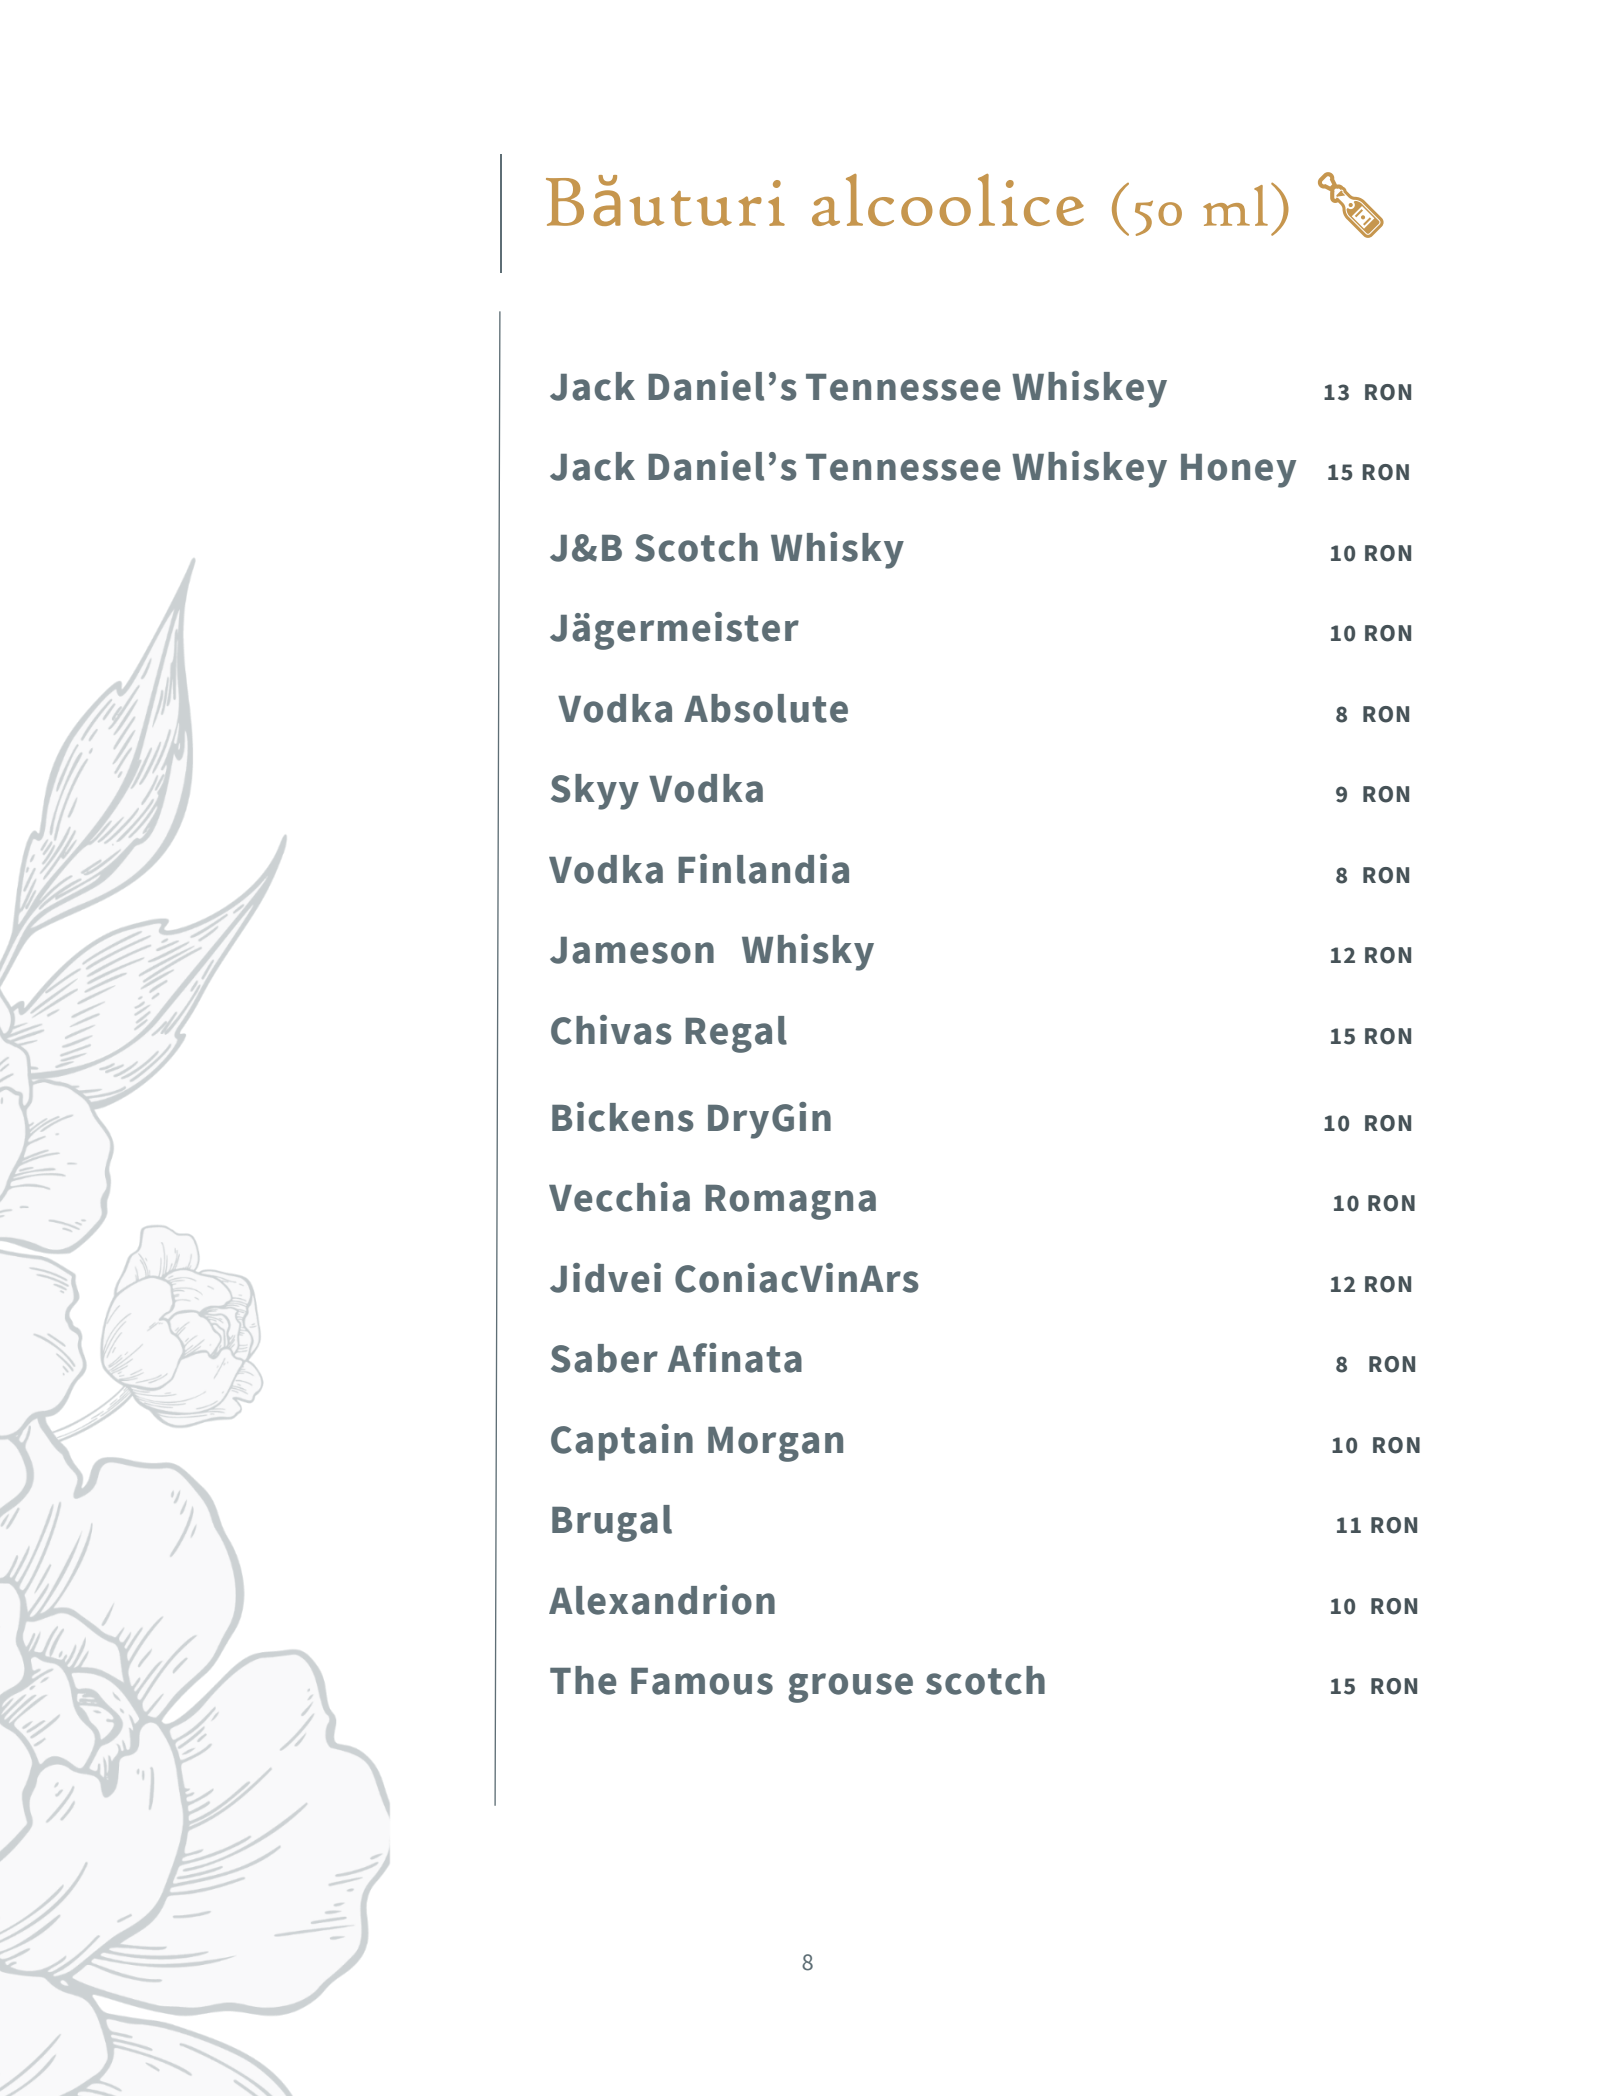 Băuturi alcoolice (50 ml)
Jack Daniel’s Tennessee Whiskey 13 RON
Jack Daniel’s Tennessee Whiskey Honey 15 RON
J&B Scotch Whisky 10 RON
Jägermeister 10 RON
Vodka Absolute 8 RON
Skyy Vodka 9 RON
Vodka Finlandia 8 RON
Jameson Whisky 12 RON
Chivas Regal 15 RON
Bickens DryGin 10 RON
Vecchia Romagna 10 RON
Jidvei ConiacVinArs 12 RON
Saber Afinata 8 RON
Captain Morgan 10 RON
Brugal 11 RON
Alexandrion 10 RON
The Famous grouse scotch 15 RON
8